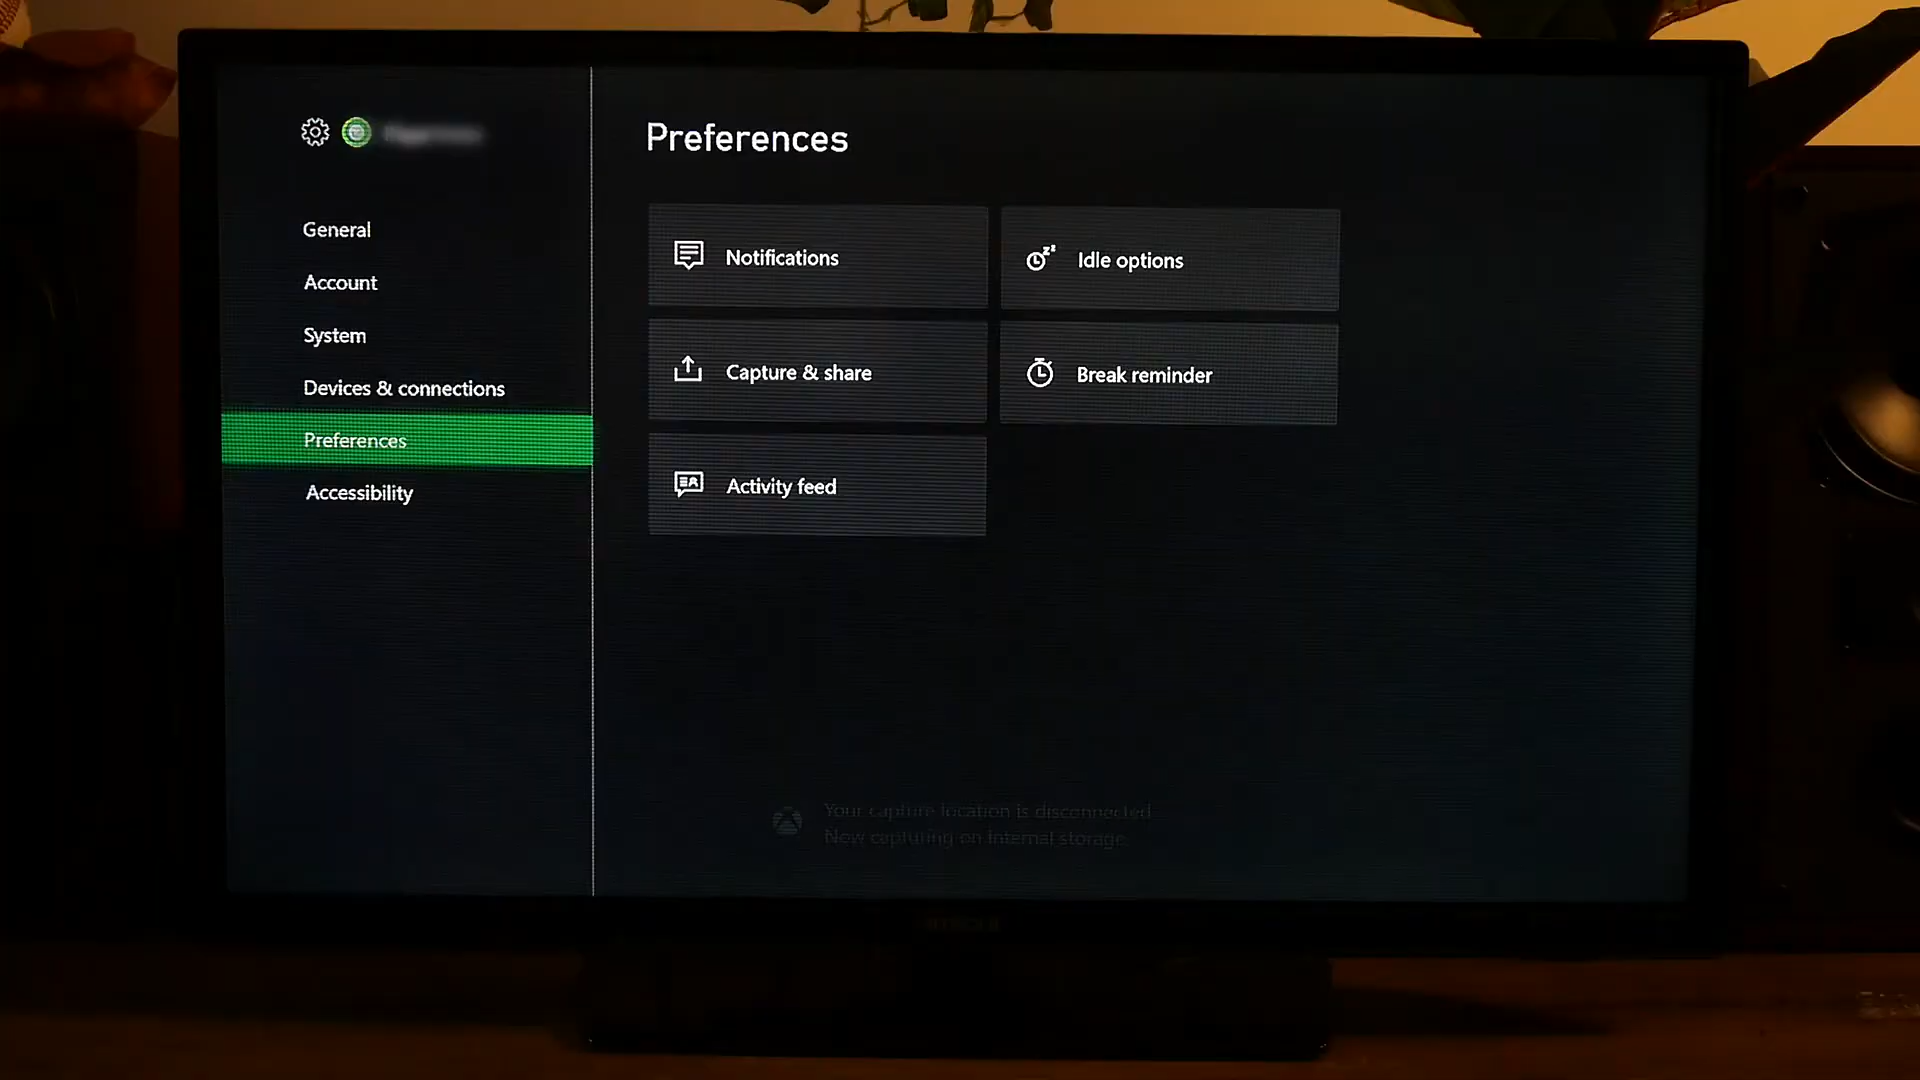 Preferences
General
Account
System
Devices & connections
Preferences
Accessibility
Notifications
Idle options
Capture & share
Break reminder
Activity feed
Your capture location is disconnected
Now capturing on internal storage.